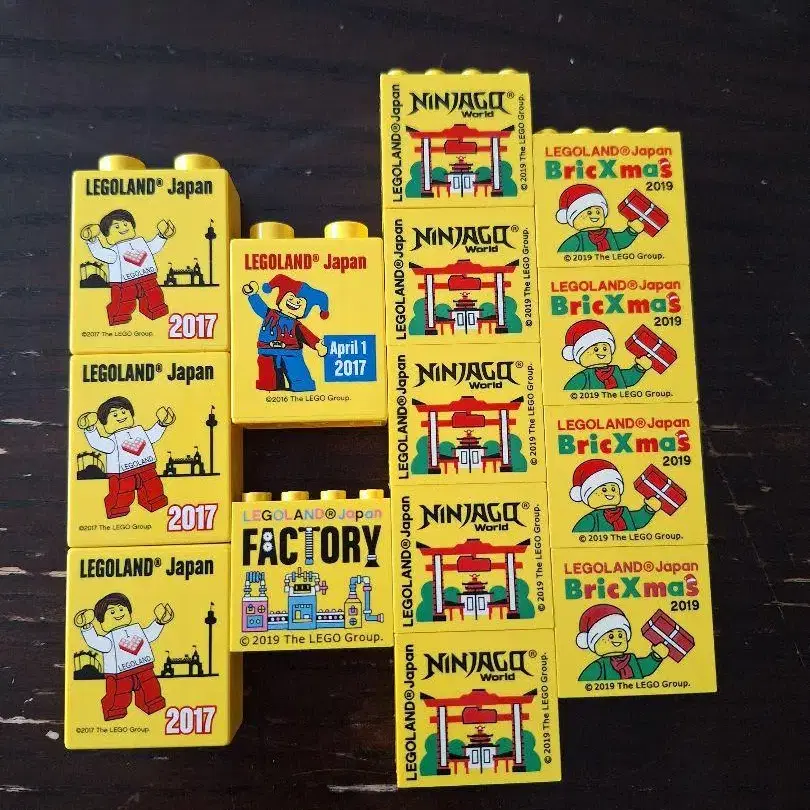 LEGOLAND® Japan
LEGOLAND
©2017 The LEGO Group.
2017
LEGOLAND® Japan
LEGOLAND
©2017 The LEGO Group.
2017
LEGOLAND® Japan
LEGOLAND
©2017 The LEGO Group.
2017
LEGOLAND® Japan
April 1
2017
©2016 The LEGO Group.
LEGOLAND® Japan
FACTORY
© 2019 The LEGO Group.
LEGOLAND® Japan
NINJAGO®
World
© 2019 The LEGO Group.
LEGOLAND® Japan
NINJAGO®
World
© 2019 The LEGO Group.
LEGOLAND® Japan
NINJAGO®
World
© 2019 The LEGO Group.
LEGOLAND® Japan
NINJAGO®
World
© 2019 The LEGO Group.
LEGOLAND® Japan
NINJAGO®
World
© 2019 The LEGO Group.
LEGOLAND® Japan
BricXmas
2019
© 2019 The LEGO Group.
LEGOLAND® Japan
BricXmas
2019
© 2019 The LEGO Group.
LEGOLAND® Japan
BricXmas
2019
© 2019 The LEGO Group.
LEGOLAND® Japan
BricXmas
2019
© 2019 The LEGO Group.